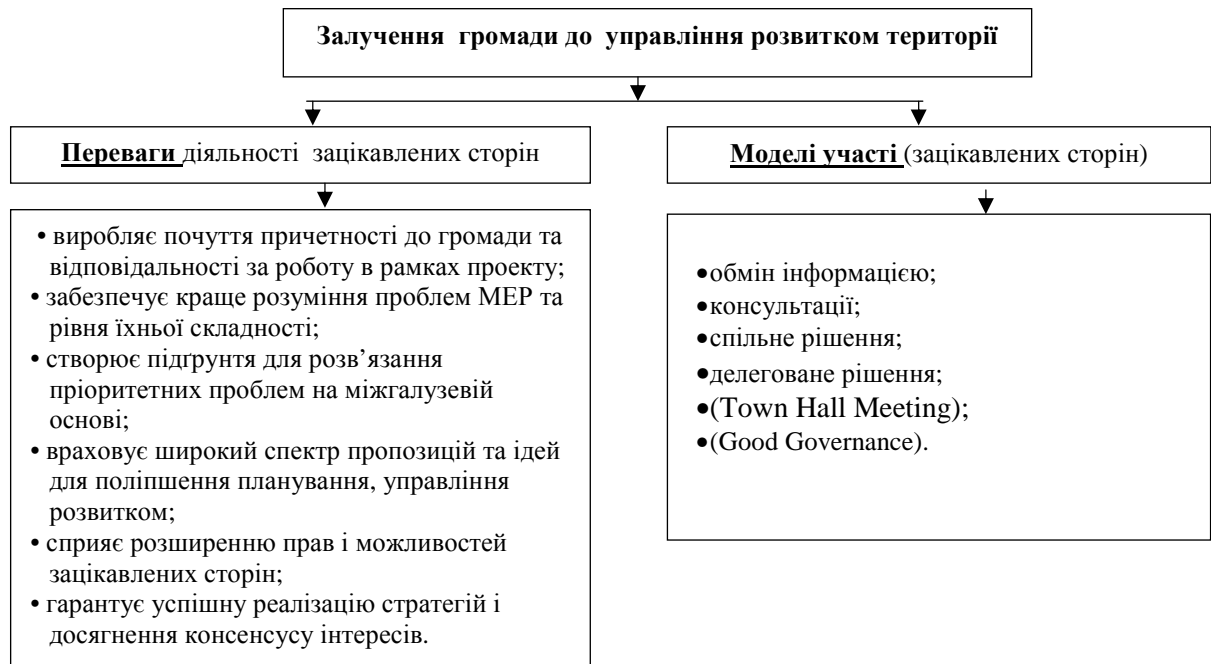 Залучення громади до управління розвитком території
Переваги діяльності зацікавлених сторін
• виробляє почуття причетності до громади та
відповідальності за роботу в рамках проекту;
• забезпечує краще розуміння проблем МЕР та
рівня їхньої складності;
• створює підґрунтя для розв’язання
пріоритетних проблем на міжгалузевій
основі;
• враховує широкий спектр пропозицій та ідей
для поліпшення планування, управління
розвитком;
• сприяє розширенню прав і можливостей
зацікавлених сторін;
• гарантує успішну реалізацію стратегій і
досягнення консенсусу інтересів.
Моделі участі (зацікавлених сторін)
•обмін інформацією;
•консультації;
•спільне рішення;
•делеговане рішення;
•(Town Hall Meeting);
•(Good Governance).